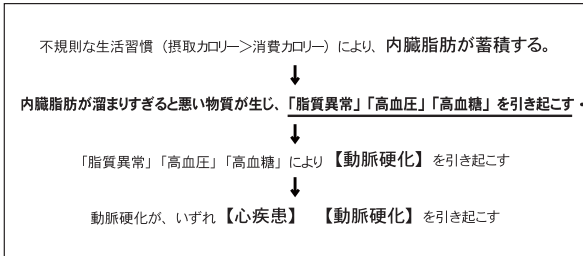 不規則な生活習慣（摂取カロリー＞消費カロリー）により、内臓脂肪が蓄積する。
↓
内臓脂肪が溜まりすぎると悪い物質が生じ、「脂質異常」「高血圧」「高血糖」を引き起こす・
↓
「脂質異常」「高血圧」「高血糖」により【動脈硬化】を引き起こす
↓
動脈硬化が、いずれ【心疾患】　【動脈硬化】を引き起こす